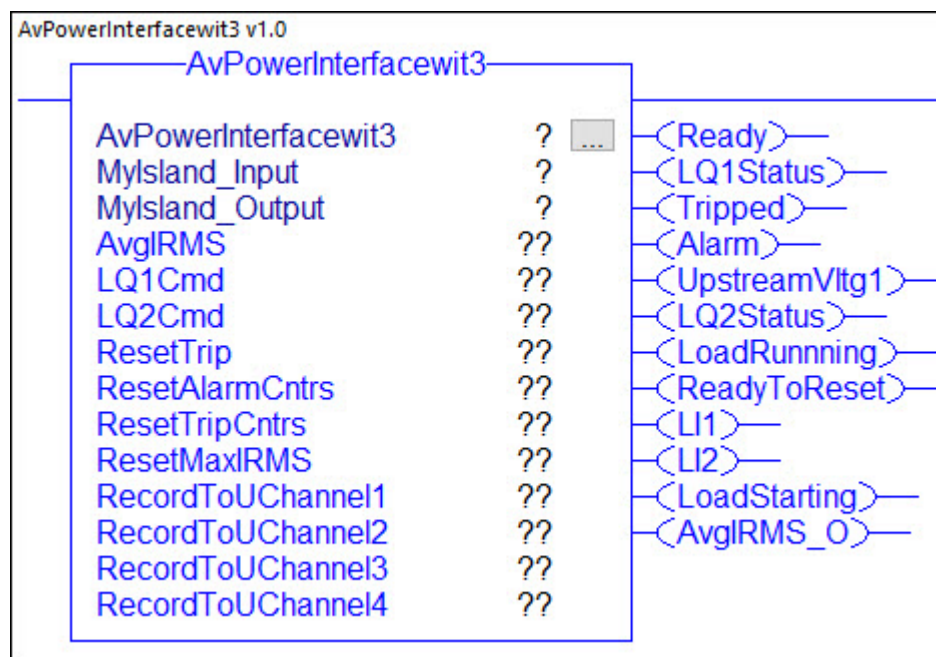 AvPowerInterfacewit3 v1.0
AvPowerInterfacewit3
AvPowerInterfacewit3 ? ... Ready
MyIsland_Input ? LQ1Status
MyIsland_Output ? Tripped
AvgIRMS ?? Alarm
LQ1Cmd ?? UpstreamVltg1
LQ2Cmd ?? LQ2Status
ResetTrip ?? LoadRunnning
ResetAlarmCntrs ?? ReadyToReset
ResetTripCntrs ?? LI1
ResetMaxIRMS ?? LI2
RecordToUChannel1 ?? LoadStarting
RecordToUChannel2 ?? AvgIRMS_O
RecordToUChannel3 ??
RecordToUChannel4 ??